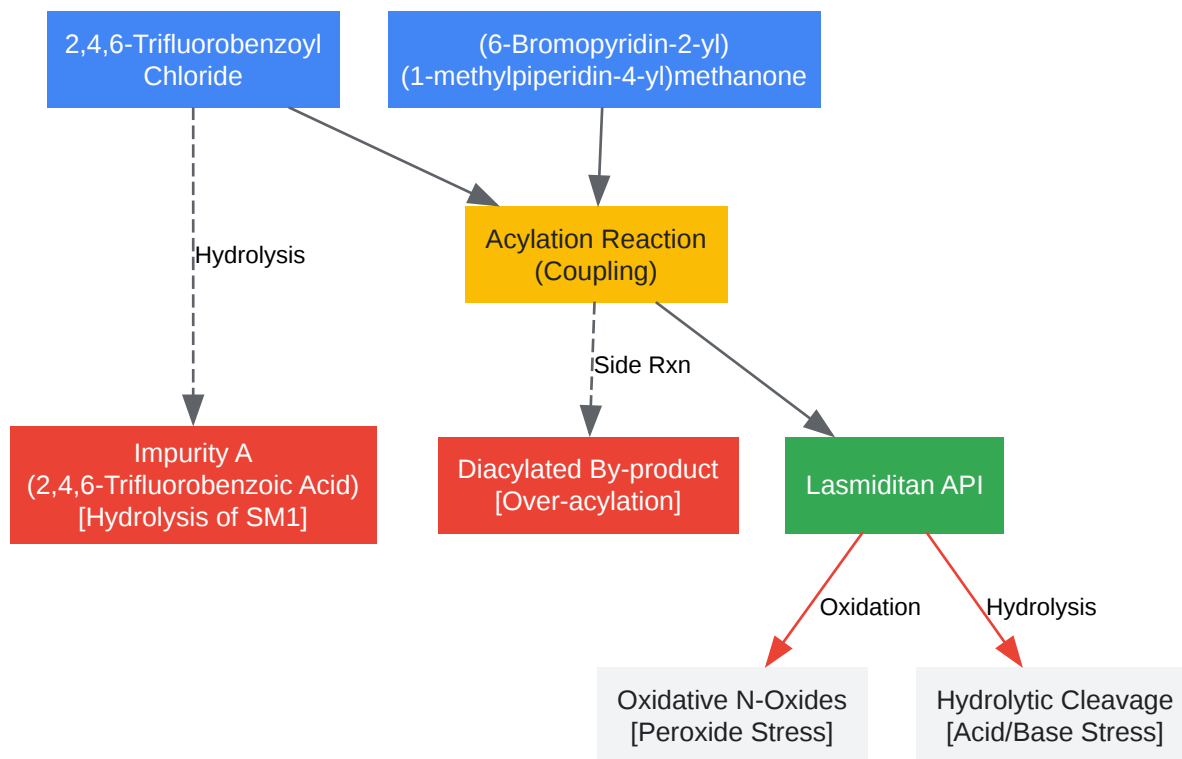 2,4,6-Trifluorobenzoyl
Chloride
(6-Bromopyridin-2-yl)
(1-methylpiperidin-4-yl)methanone
Acylation Reaction
(Coupling)
Hydrolysis
Side Rxn
Impurity A
(2,4,6-Trifluorobenzoic Acid)
[Hydrolysis of SM1]
Diacylated By-product
[Over-acylation]
Lasmiditan API
Oxidation
Hydrolysis
Oxidative N-Oxides
[Peroxide Stress]
Hydrolytic Cleavage
[Acid/Base Stress]